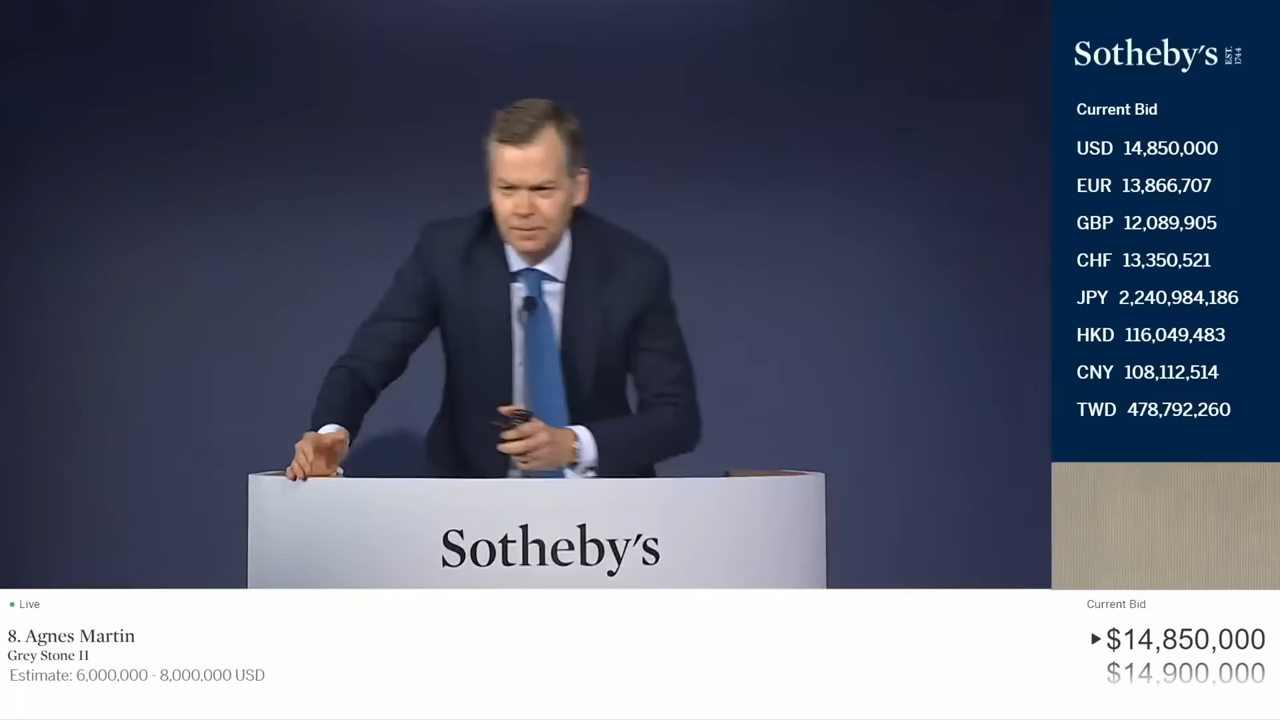 Sotheby's EST. 1744
Current Bid
USD 14,850,000
EUR 13,866,707
GBP 12,089,905
CHF 13,350,521
JPY 2,240,984,186
HKD 116,049,483
CNY 108,112,514
TWD 478,792,260
Sotheby's
Live
8. Agnes Martin
Grey Stone II
Estimate: 6,000,000 - 8,000,000 USD
Current Bid
$14,850,000
$14,900,000